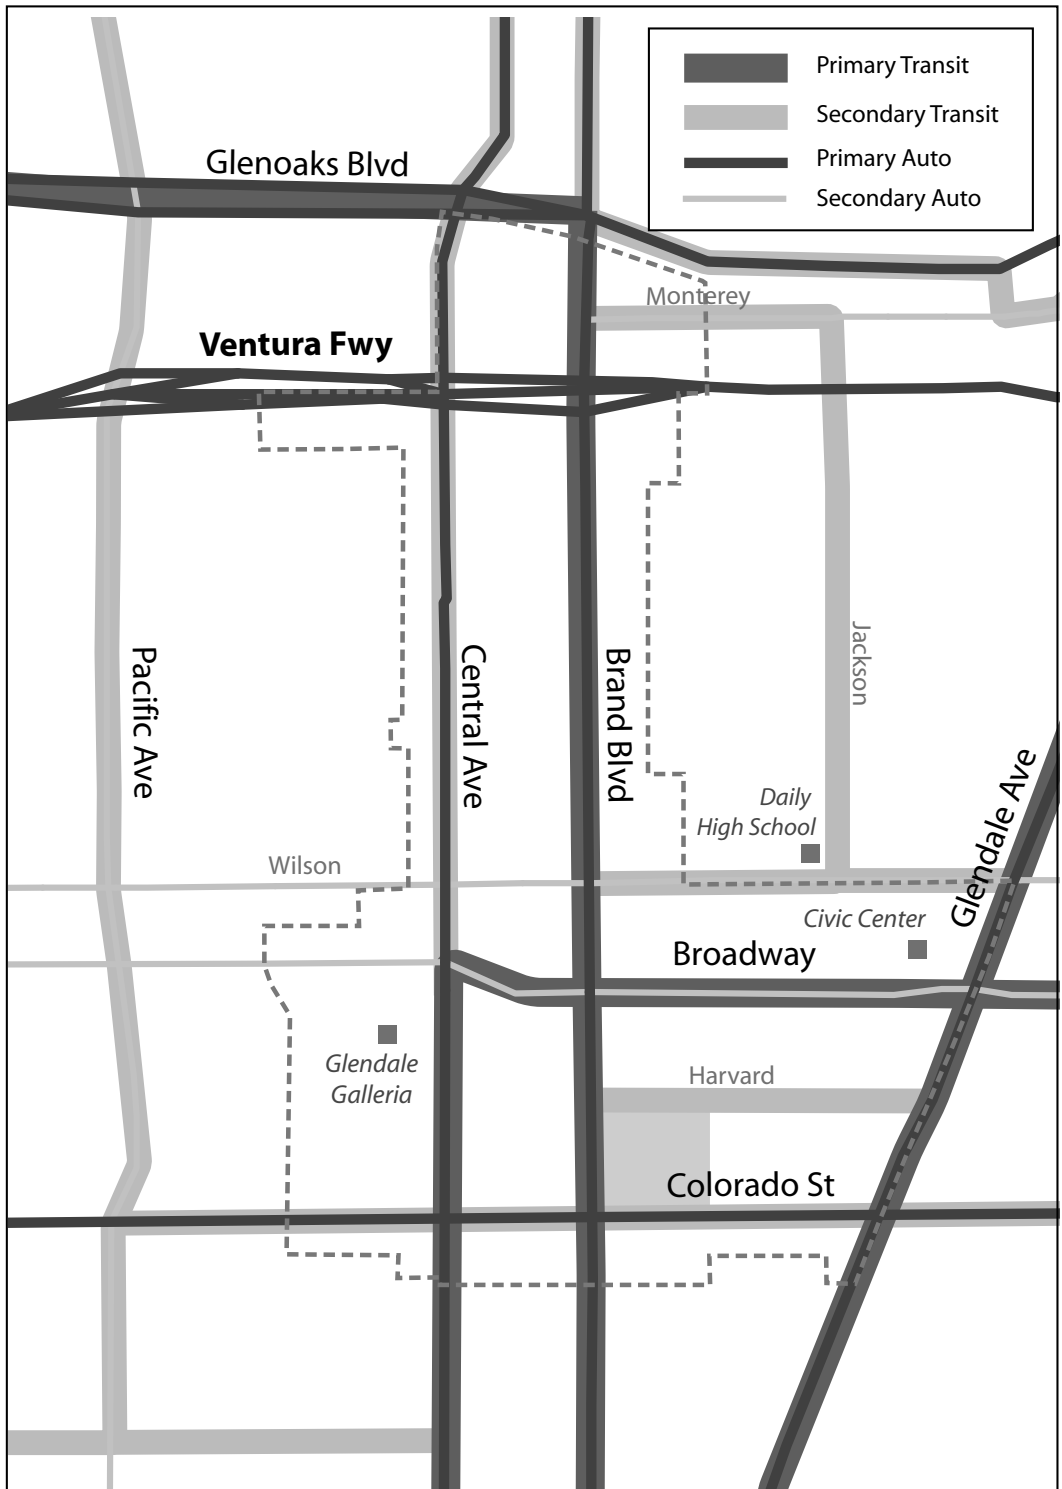 Primary Transit
Secondary Transit
Primary Auto
Secondary Auto
Glenoaks Blvd
Monterey
Ventura Fwy
Jackson
Pacific Ave
Central Ave
Brand Blvd
Glendale Ave
Daily
High School
Wilson
Civic Center
Broadway
Glendale
Galleria
Harvard
Colorado St